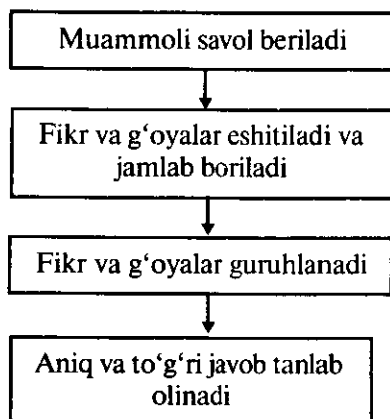 Muammoli savol beriladi
Fikr va g‘oyalar eshitiladi va
jamlab boriladi
Fikr va g‘oyalar guruhlanadi
Aniq va to‘g‘ri javob tanlab
olinadi